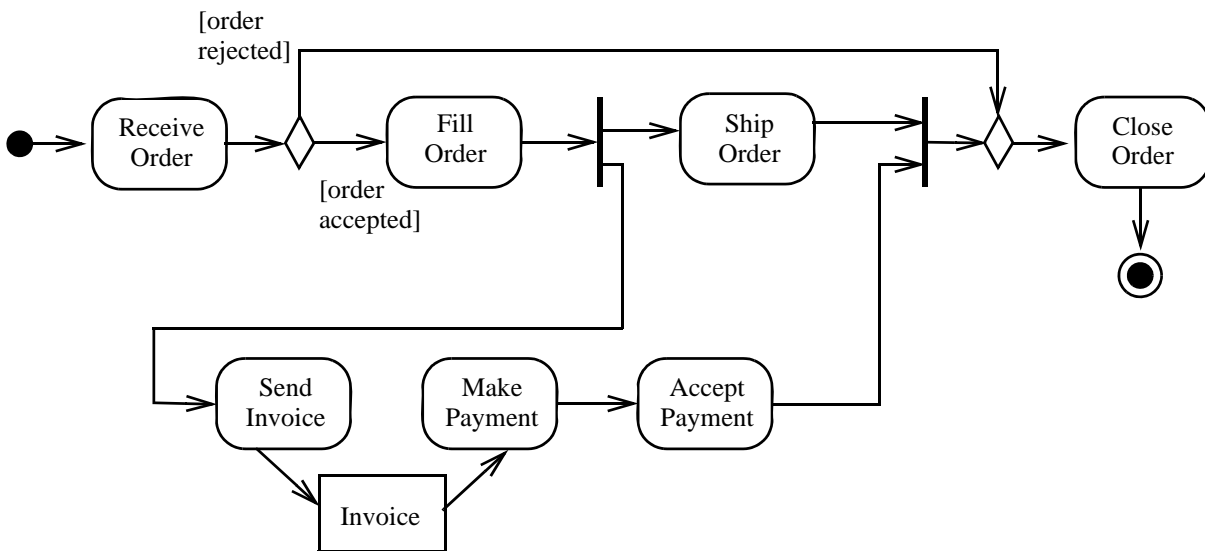 [order
rejected]
Receive
Order
Fill
Order
[order
accepted]
Ship
Order
Close
Order
Send
Invoice
Make
Payment
Accept
Payment
Invoice